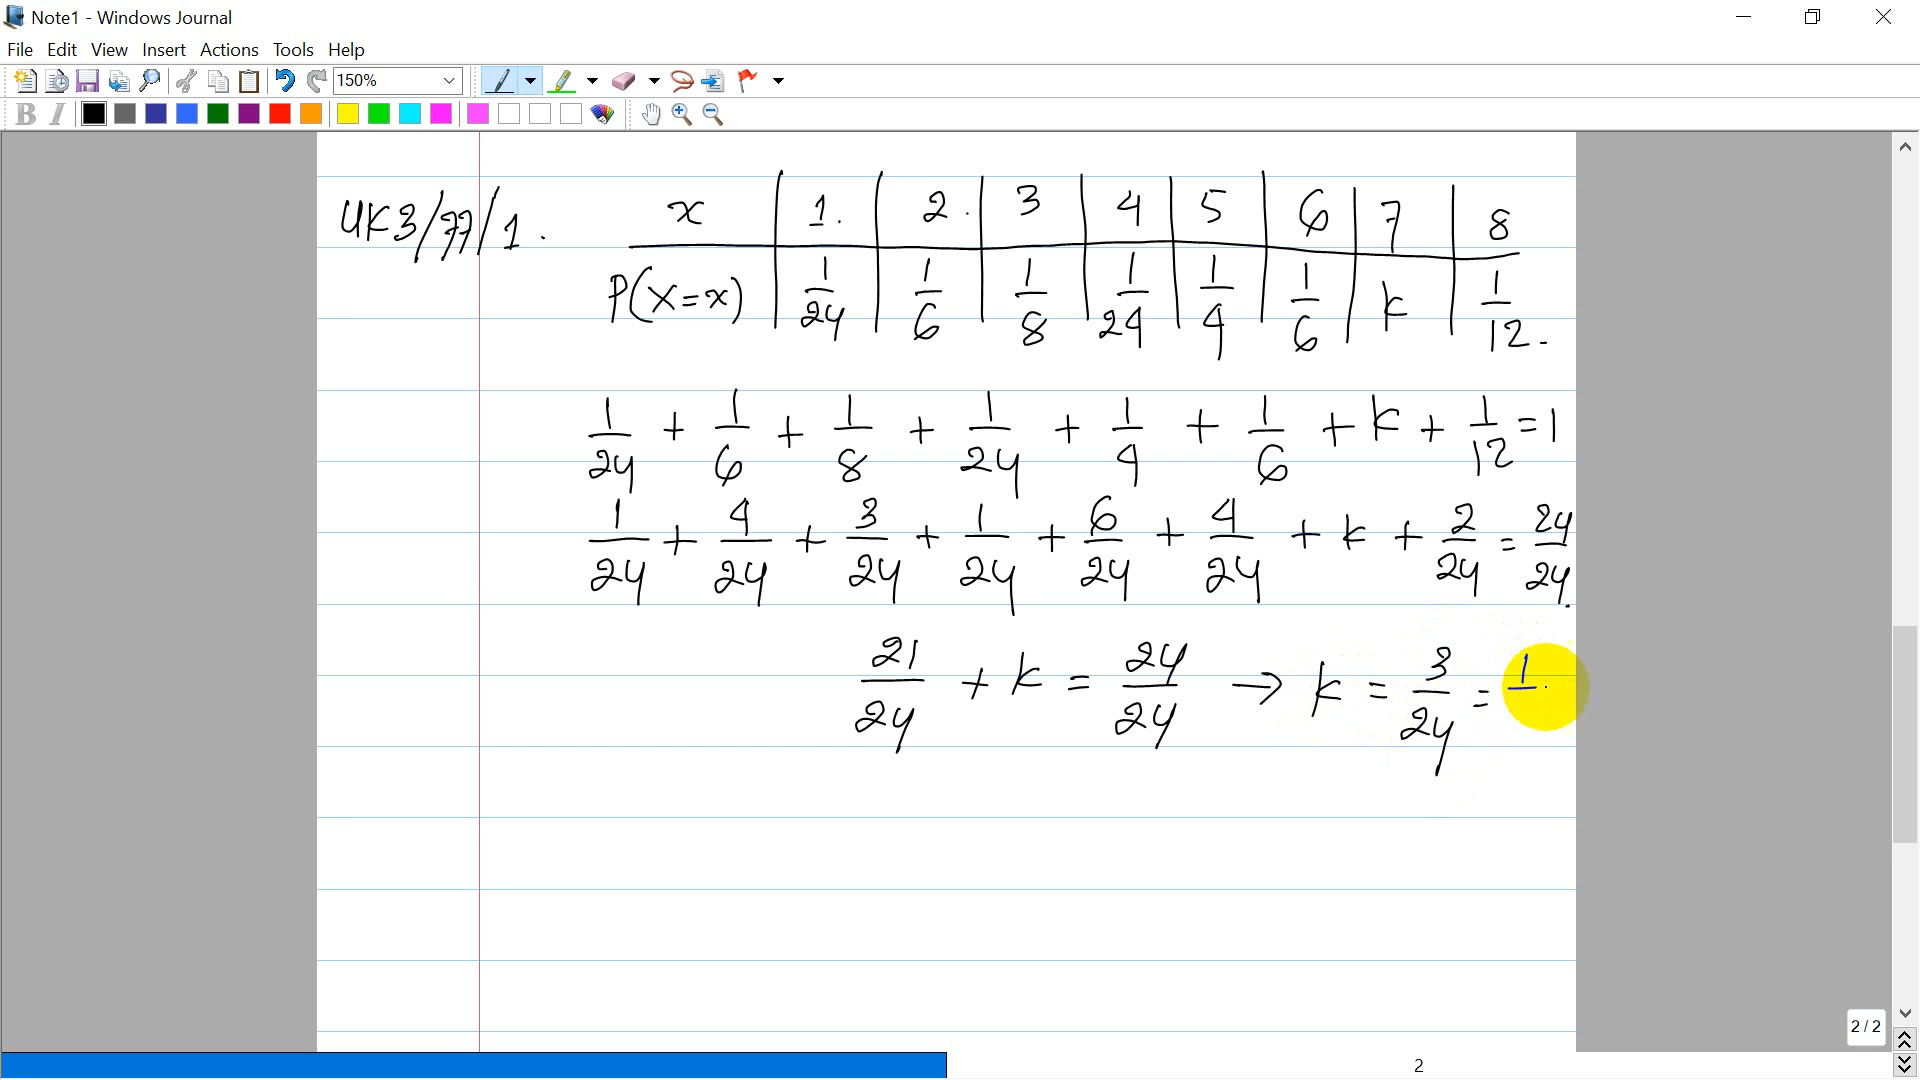 Note1 - Windows Journal
File Edit View Insert Actions Tools Help
150%
B I
UK3/77/1. x 1. 2. 3 4 5 6 7 8
P(X=x) 1/24 1/6 1/8 1/24 1/4 1/6 k 1/12.
1/24 + 1/6 + 1/8 + 1/24 + 1/4 + 1/6 + k + 1/12 = 1
1/24 + 4/24 + 3/24 + 1/24 + 6/24 + 4/24 + k + 2/24 = 24/24.
21/24 + k = 24/24 → k = 3/24 = 1
2 / 2
2